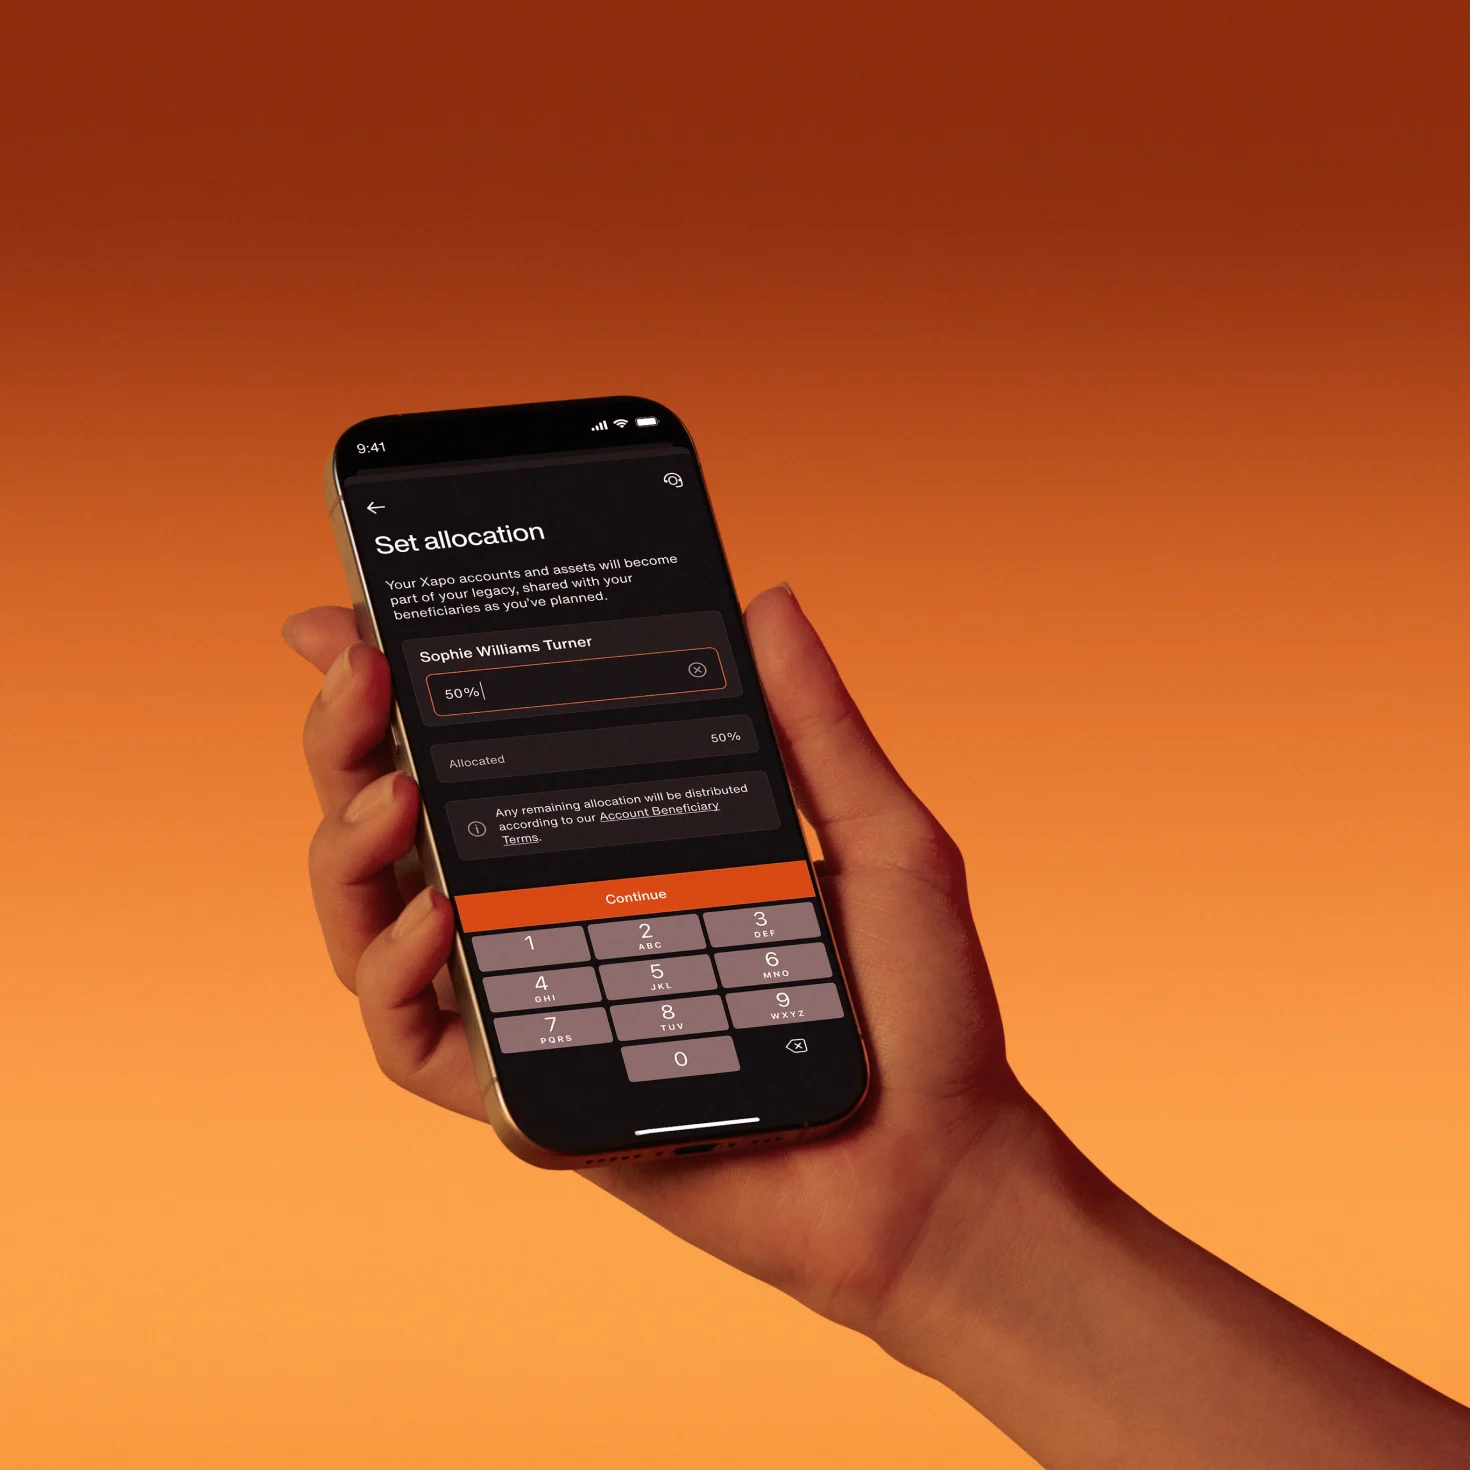 9:41
Set allocation
Your Xapo accounts and assets will become
part of your legacy, shared with your
beneficiaries as you've planned.
Sophie Williams Turner
50%
Allocated 50%
Any remaining allocation will be distributed
according to our Account Beneficiary
Terms.
Continue
1 2 3
ABC DEF
4 5 6
GHI JKL MNO
7 8 9
PQRS TUV WXYZ
0